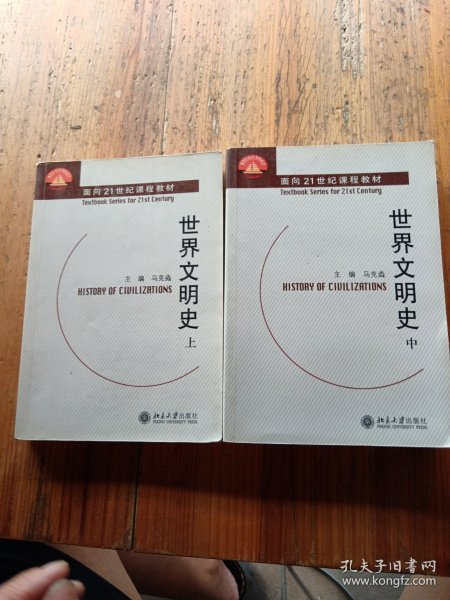 面向21世纪课程教材
Textbook Series for 21st Century
世界文明史
上
主编 马克垚
HISTORY OF CIVILIZATIONS
北京大学出版社
PEKING UNIVERSITY PRESS
面向21世纪课程教材
Textbook Series for 21st Century
世界文明史
中
主编 马克垚
HISTORY OF CIVILIZATIONS
北京大学出版社
PEKING UNIVERSITY PRESS
孔夫子旧书网
www.kongfz.com